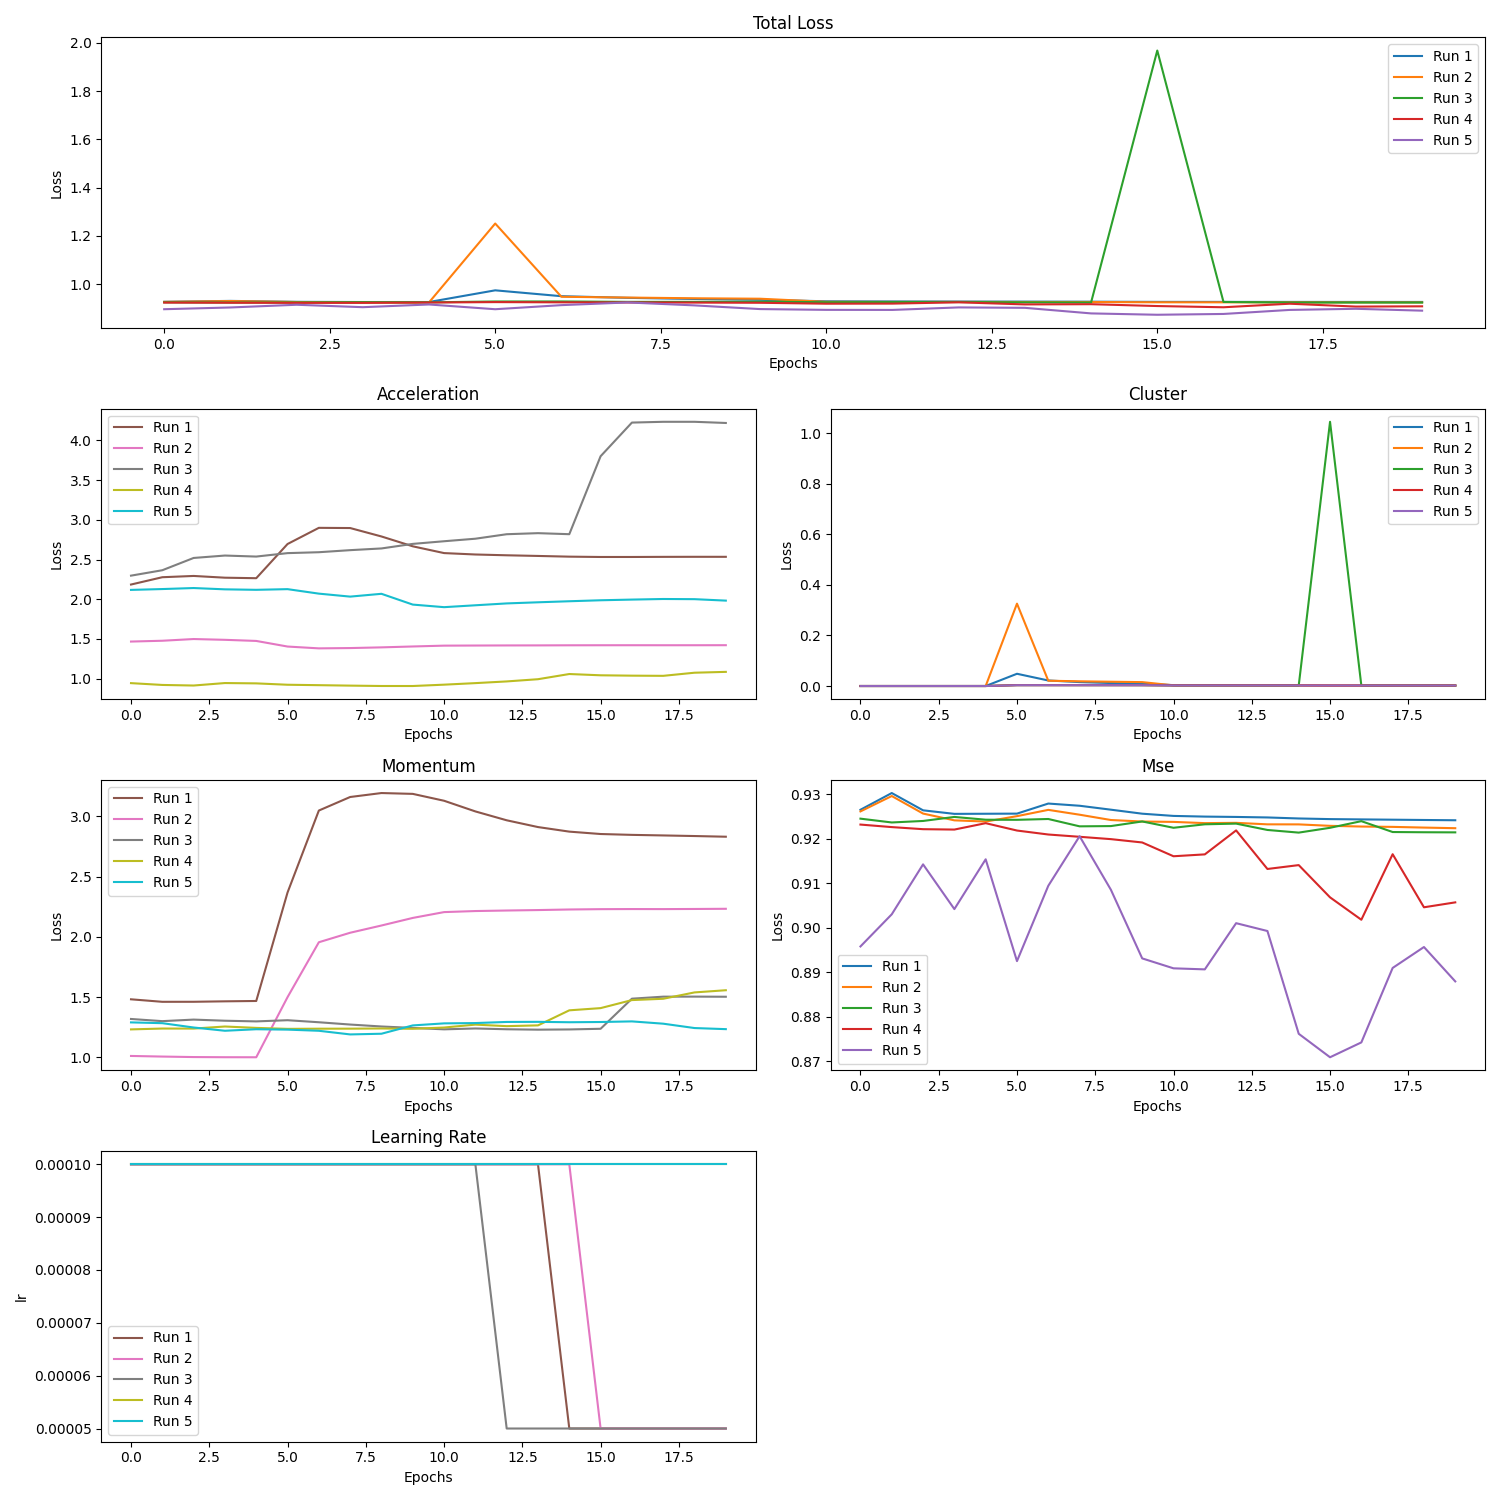 Total Loss
2.0
1.8
1.6
1.4
1.2
1.0
Loss
0.0 2.5 5.0 7.5 10.0 12.5 15.0 17.5
Epochs
Run 1
Run 2
Run 3
Run 4
Run 5
Acceleration
4.0
3.5
3.0
2.5
2.0
1.5
1.0
Loss
0.0 2.5 5.0 7.5 10.0 12.5 15.0 17.5
Epochs
Run 1
Run 2
Run 3
Run 4
Run 5
Cluster
1.0
0.8
0.6
0.4
0.2
0.0
Loss
0.0 2.5 5.0 7.5 10.0 12.5 15.0 17.5
Epochs
Run 1
Run 2
Run 3
Run 4
Run 5
Momentum
3.0
2.5
2.0
1.5
1.0
Loss
0.0 2.5 5.0 7.5 10.0 12.5 15.0 17.5
Epochs
Run 1
Run 2
Run 3
Run 4
Run 5
Mse
0.93
0.92
0.91
0.90
0.89
0.88
0.87
Loss
0.0 2.5 5.0 7.5 10.0 12.5 15.0 17.5
Epochs
Run 1
Run 2
Run 3
Run 4
Run 5
Learning Rate
0.00010
0.00009
0.00008
0.00007
0.00006
0.00005
lr
0.0 2.5 5.0 7.5 10.0 12.5 15.0 17.5
Epochs
Run 1
Run 2
Run 3
Run 4
Run 5